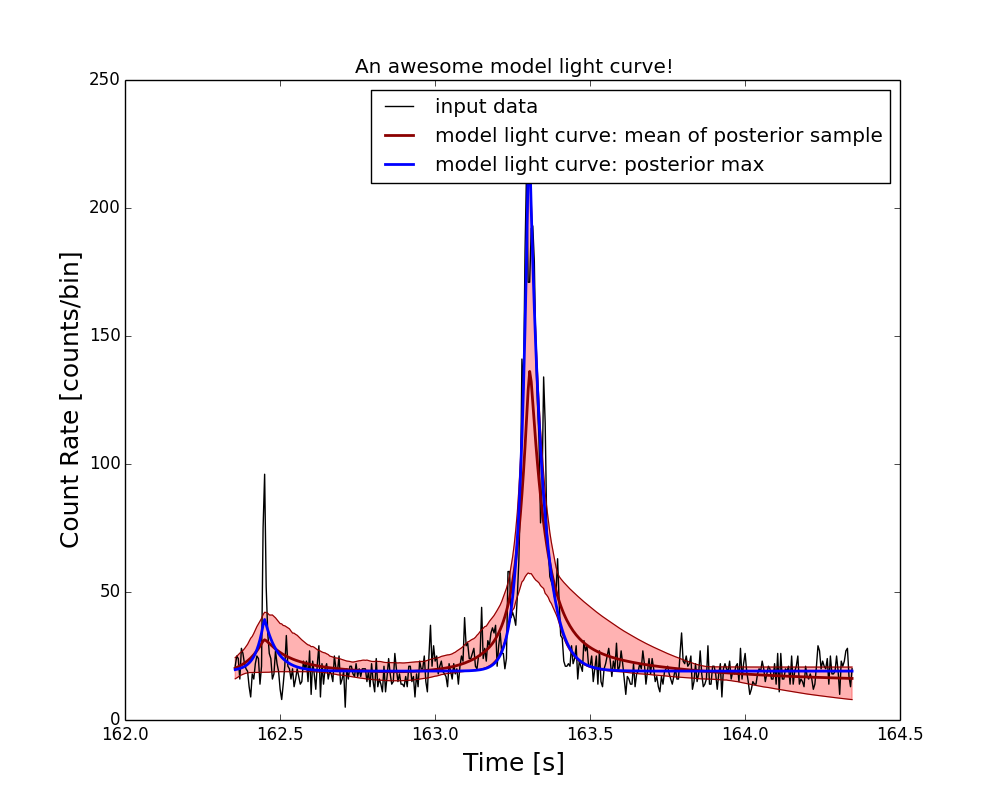 An awesome model light curve!
250
200
150
100
50
0
Count Rate [counts/bin]
input data
model light curve: mean of posterior sample
model light curve: posterior max
162.0 162.5 163.0 163.5 164.0 164.5
Time [s]